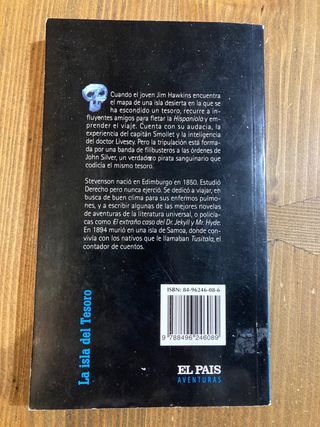 Cuando el joven Jim Hawkins encuentra
el mapa de una isla desierta en la que se
ha escondido un tesoro, recurre a in-
fluyentes amigos para fletar la Hispaniola y em-
prender el viaje. Cuenta con su audacia, la
experiencia del capitán Smollet y la inteligencia
del doctor Livesey. Pero la tripulación está for-
mada por una banda de filibusteros a las órdenes de
John Silver, un verdadero pirata sanguinario que
codicia el mismo tesoro.
Stevenson nació en Edimburgo en 1850. Estudió
Derecho pero nunca ejerció. Se dedicó a viajar, en
busca de buen clima para sus enfermos pulmo-
nes, y a escribir algunas de las mejores novelas
de aventuras de la literatura universal, o policía-
cas como El extraño caso del Dr. Jekyll y Mr. Hyde.
En 1894 murió en una isla de Samoa, donde con-
vivía con los nativos que le llamaban Tusitala, el
contador de cuentos.
La isla del Tesoro
ISBN: 84-96246-08-6
9 788496 246089
EL PAIS
AVENTURAS